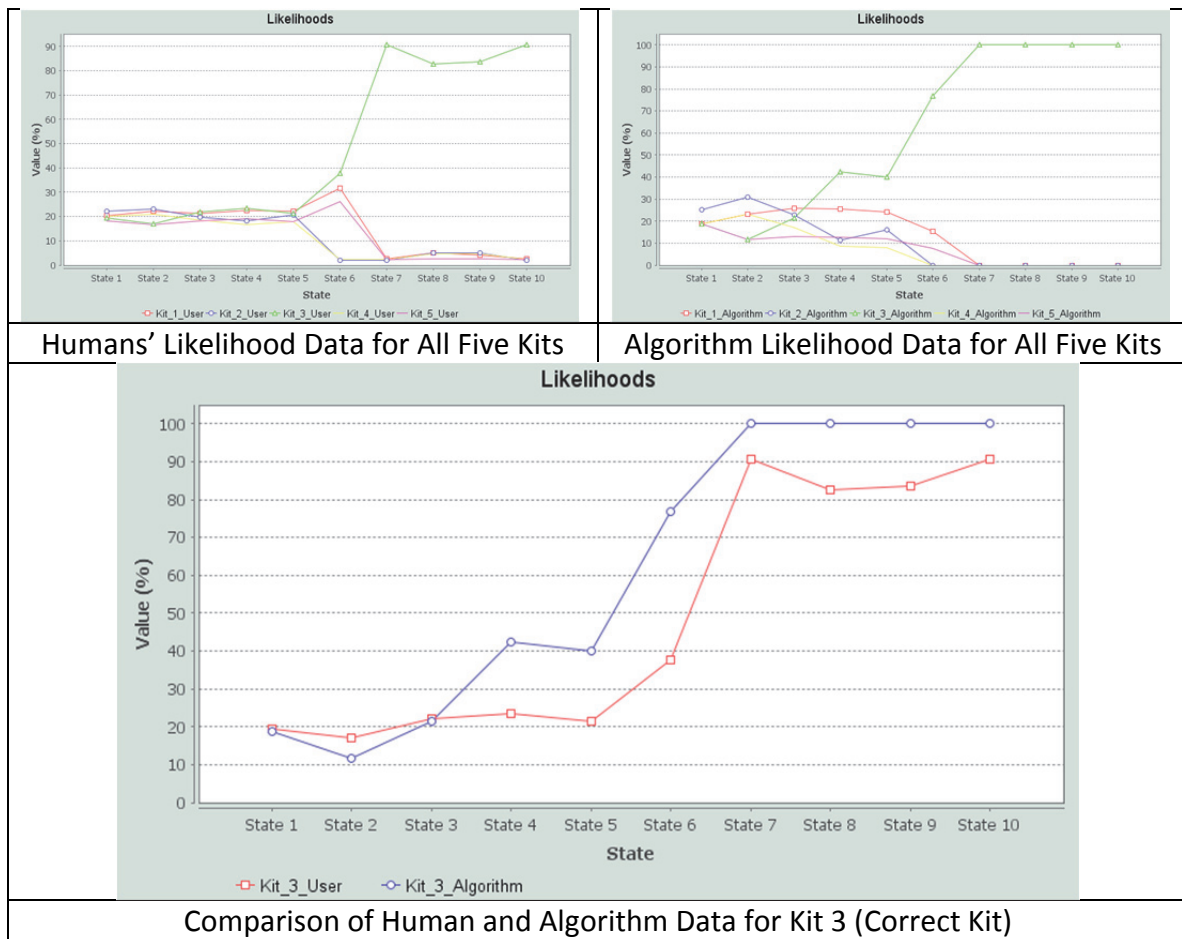 Likelihoods
Value (%)
90
80
70
60
50
40
30
20
10
0
State 1 State 2 State 3 State 4 State 5 State 6 State 7 State 8 State 9 State 10
State
Kit_1_User Kit_2_User Kit_3_User Kit_4_User Kit_5_User
Humans’ Likelihood Data for All Five Kits
Likelihoods
Value (%)
100
90
80
70
60
50
40
30
20
10
0
State 1 State 2 State 3 State 4 State 5 State 6 State 7 State 8 State 9 State 10
State
Kit_1_Algorithm Kit_2_Algorithm Kit_3_Algorithm Kit_4_Algorithm Kit_5_Algorithm
Algorithm Likelihood Data for All Five Kits
Likelihoods
Value (%)
100
90
80
70
60
50
40
30
20
10
0
State 1 State 2 State 3 State 4 State 5 State 6 State 7 State 8 State 9 State 10
State
Kit_3_User Kit_3_Algorithm
Comparison of Human and Algorithm Data for Kit 3 (Correct Kit)